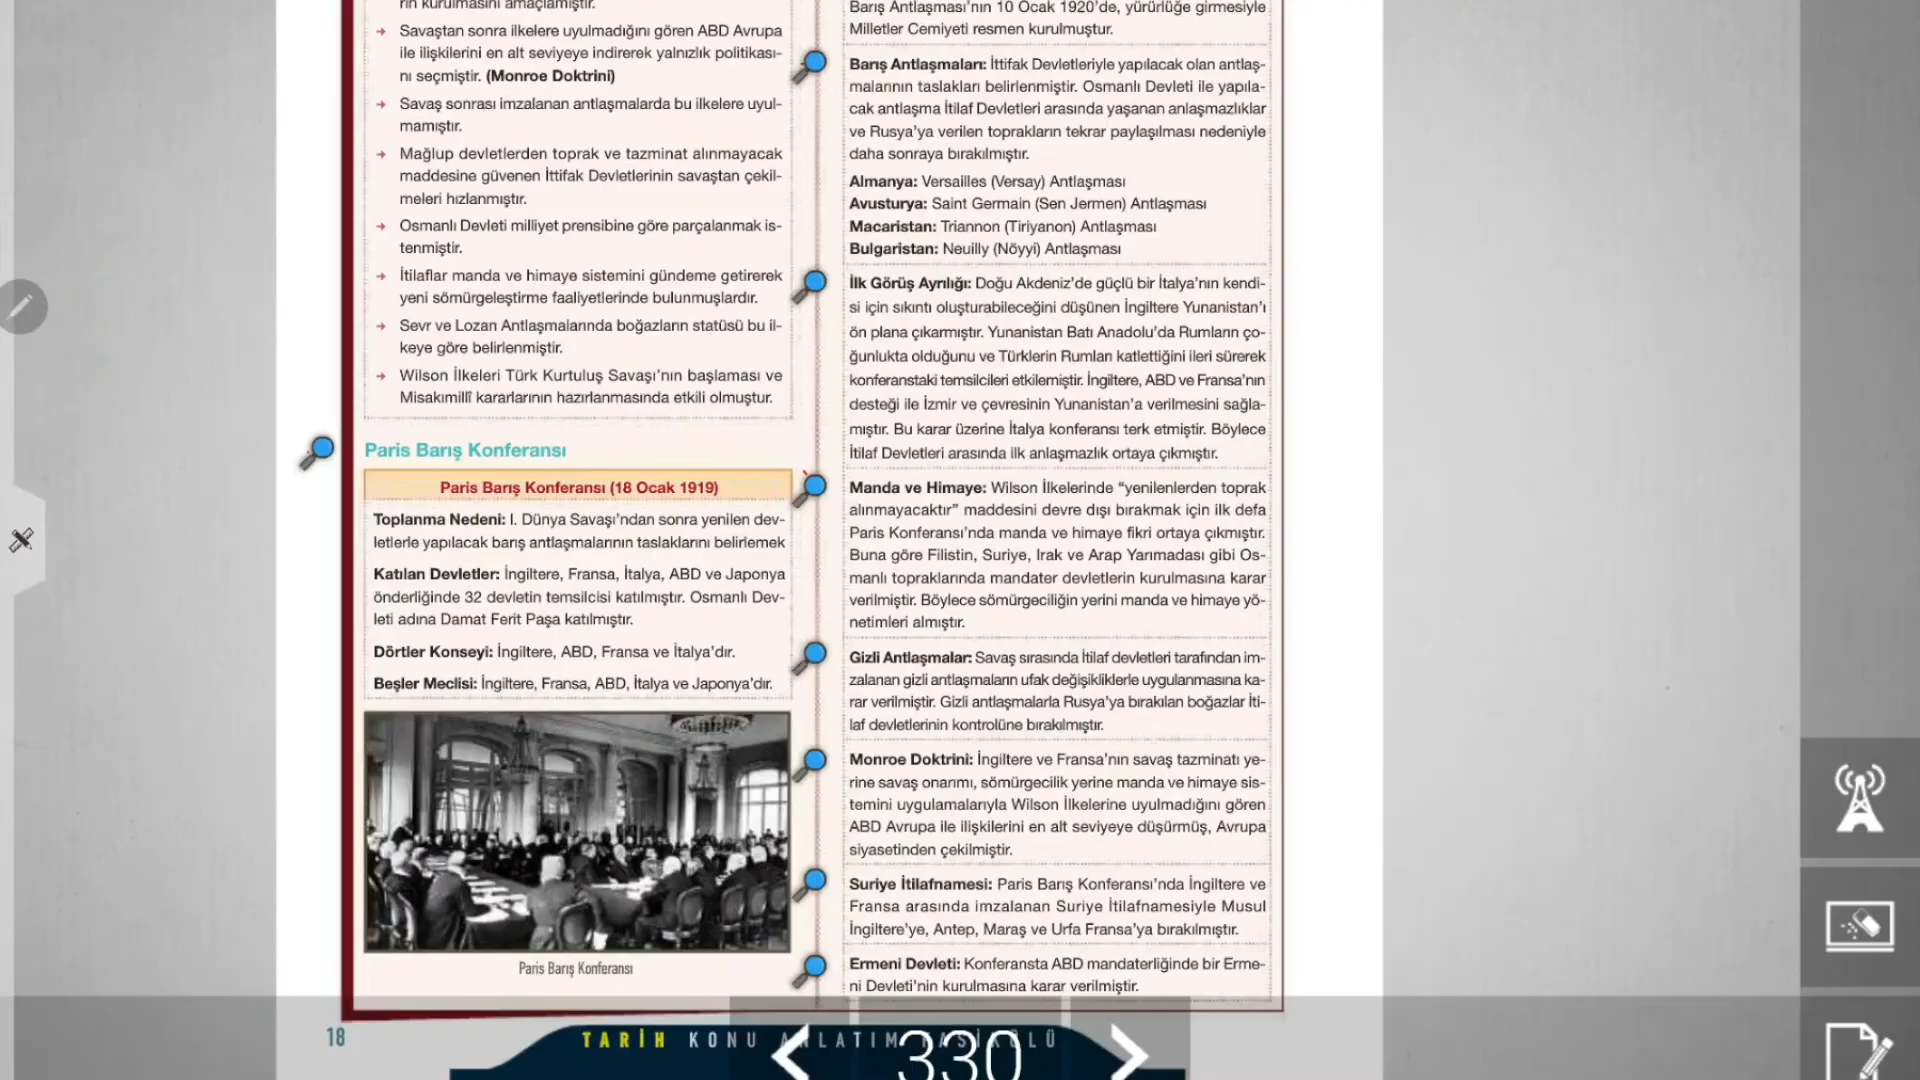 rin kurulmasını amaçlamıştır.
Savaştan sonra ilkelere uyulmadığını gören ABD Avrupa
ile ilişkilerini en alt seviyeye indirerek yalnızlık politikası-
nı seçmiştir. (Monroe Doktrini)
Savaş sonrası imzalanan antlaşmalarda bu ilkelere uyul-
mamıştır.
Mağlup devletlerden toprak ve tazminat alınmayacak
maddesine güvenen İttifak Devletlerinin savaştan çekil-
meleri hızlanmıştır.
Osmanlı Devleti milliyet prensibine göre parçalanmak is-
tenmiştir.
İtilaflar manda ve himaye sistemini gündeme getirerek
yeni sömürgeleştirme faaliyetlerinde bulunmuşlardır.
Sevr ve Lozan Antlaşmalarında boğazların statüsü bu il-
keye göre belirlenmiştir.
Wilson İlkeleri Türk Kurtuluş Savaşı'nın başlaması ve
Misakımillî kararlarının hazırlanmasında etkili olmuştur.
Paris Barış Konferansı
Paris Barış Konferansı (18 Ocak 1919)
Toplanma Nedeni: I. Dünya Savaşı'ndan sonra yenilen dev-
letlerle yapılacak barış antlaşmalarının taslaklarını belirlemek
Katılan Devletler: İngiltere, Fransa, İtalya, ABD ve Japonya
önderliğinde 32 devletin temsilcisi katılmıştır. Osmanlı Dev-
leti adına Damat Ferit Paşa katılmıştır.
Dörtler Konseyi: İngiltere, ABD, Fransa ve İtalya'dır.
Beşler Meclisi: İngiltere, Fransa, ABD, İtalya ve Japonya'dır.
Paris Barış Konferansı
Barış Antlaşması'nın 10 Ocak 1920'de, yürürlüğe girmesiyle
Milletler Cemiyeti resmen kurulmuştur.
Barış Antlaşmaları: İttifak Devletleriyle yapılacak olan antlaş-
malarının taslakları belirlenmiştir. Osmanlı Devleti ile yapıla-
cak antlaşma İtilaf Devletleri arasında yaşanan anlaşmazlıklar
ve Rusya'ya verilen toprakların tekrar paylaşılması nedeniyle
daha sonraya bırakılmıştır.
Almanya: Versailles (Versay) Antlaşması
Avusturya: Saint Germain (Sen Jermen) Antlaşması
Macaristan: Triannon (Tiriyanon) Antlaşması
Bulgaristan: Neuilly (Nöyyi) Antlaşması
İlk Görüş Ayrılığı: Doğu Akdeniz'de güçlü bir İtalya'nın kendi-
si için sıkıntı oluşturabileceğini düşünen İngiltere Yunanistan'ı
ön plana çıkarmıştır. Yunanistan Batı Anadolu'da Rumların ço-
ğunlukta olduğunu ve Türklerin Rumları katlettiğini ileri sürerek
konferanstaki temsilcileri etkilemiştir. İngiltere, ABD ve Fransa'nın
desteği ile İzmir ve çevresinin Yunanistan'a verilmesini sağla-
mıştır. Bu karar üzerine İtalya konferansı terk etmiştir. Böylece
İtilaf Devletleri arasında ilk anlaşmazlık ortaya çıkmıştır.
Manda ve Himaye: Wilson İlkelerinde "yenilenlerden toprak
alınmayacaktır" maddesini devre dışı bırakmak için ilk defa
Paris Konferansı'nda manda ve himaye fikri ortaya çıkmıştır.
Buna göre Filistin, Suriye, Irak ve Arap Yarımadası gibi Os-
manlı topraklarında mandater devletlerin kurulmasına karar
verilmiştir. Böylece sömürgeciliğin yerini manda ve himaye yö-
netimleri almıştır.
Gizli Antlaşmalar: Savaş sırasında İtilaf devletleri tarafından im-
zalanan gizli antlaşmaların ufak değişikliklerle uygulanmasına ka-
rar verilmiştir. Gizli antlaşmalarla Rusya'ya bırakılan boğazlar İti-
laf devletlerinin kontrolüne bırakılmıştır.
Monroe Doktrini: İngiltere ve Fransa'nın savaş tazminatı ye-
rine savaş onarımı, sömürgecilik yerine manda ve himaye sis-
temini uygulamalarıyla Wilson İlkelerine uyulmadığını gören
ABD Avrupa ile ilişkilerini en alt seviyeye düşürmüş, Avrupa
siyasetinden çekilmiştir.
Suriye İtilafnamesi: Paris Barış Konferansı'nda İngiltere ve
Fransa arasında imzalanan Suriye İtilafnamesiyle Musul
İngiltere'ye, Antep, Maraş ve Urfa Fransa'ya bırakılmıştır.
Ermeni Devleti: Konferansta ABD mandaterliğinde bir Erme-
ni Devleti'nin kurulmasına karar verilmiştir.
18
TARİH KONU ANLATIM FASİKÜLÜ
330